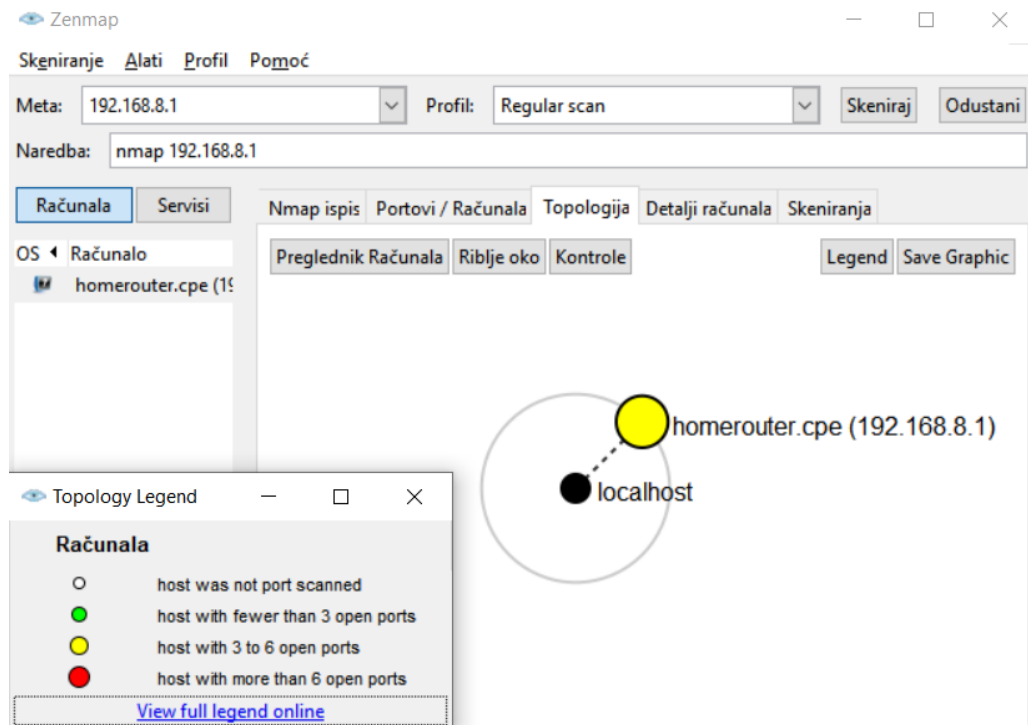 Zenmap
Skeniranje Alati Profil Pomoć
Meta: 192.168.8.1 Profil: Regular scan Skeniraj Odustani
Naredba: nmap 192.168.8.1
Računala Servisi Nmap ispis Portovi / Računala Topologija Detalji računala Skeniranja
OS Računalo Preglednik Računala Riblje oko Kontrole Legend Save Graphic
homerouter.cpe (19
homerouter.cpe (192.168.8.1)
localhost
Topology Legend
Računala
host was not port scanned
host with fewer than 3 open ports
host with 3 to 6 open ports
host with more than 6 open ports
View full legend online